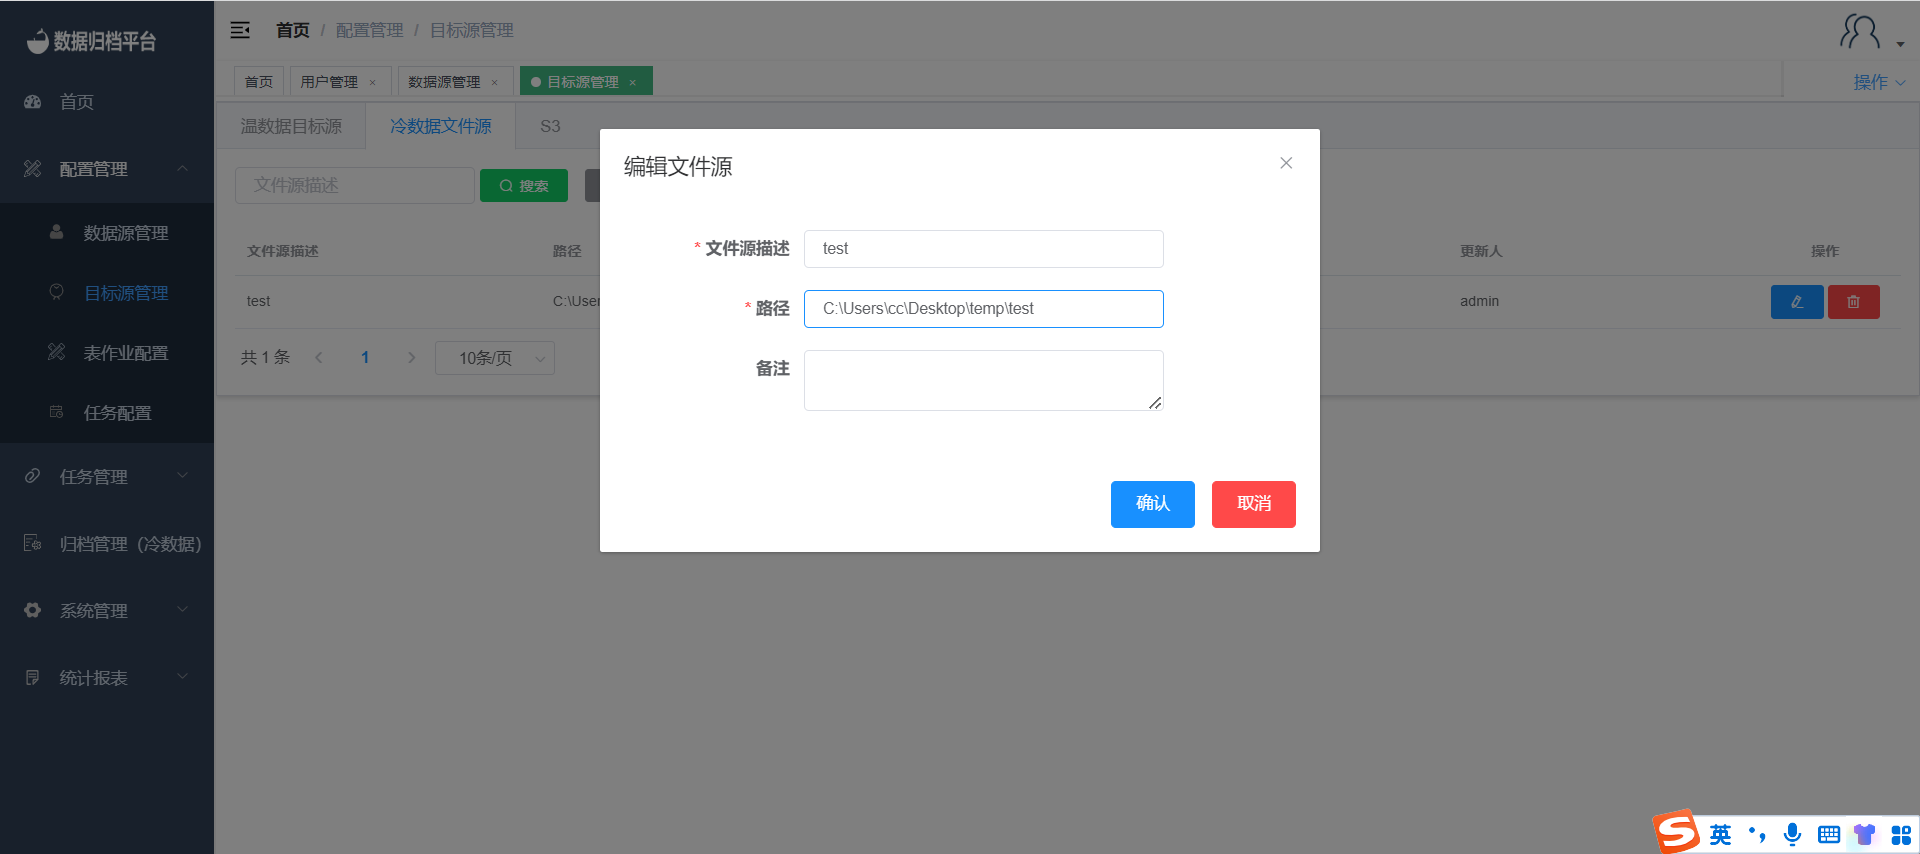 数据归档平台
首页 / 配置管理 / 目标源管理
首页
用户管理 ×
数据源管理 ×
目标源管理 ×
操作
首页
配置管理
数据源管理
目标源管理
表作业配置
任务配置
任务管理
归档管理（冷数据）
系统管理
统计报表
温数据目标源
冷数据文件源
S3
文件源描述
搜索
文件源描述
路径
更新人
操作
test
C:\User
admin
共 1 条
1
10条/页
编辑文件源
* 文件源描述
test
* 路径
C:\Users\cc\Desktop\temp\test
备注
确认
取消
S 英 ，